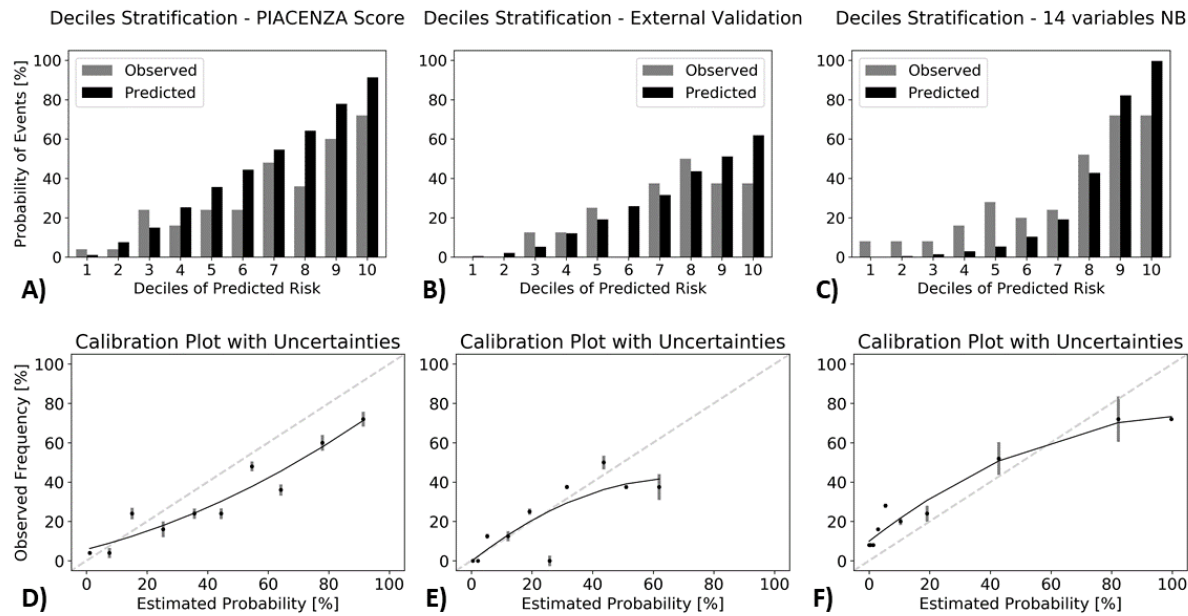 Deciles Stratification - PIACENZA Score
Deciles Stratification - External Validation
Deciles Stratification - 14 variables NB
Probability of Events [%]
100
80
60
40
20
0
Observed
Predicted
1 2 3 4 5 6 7 8 9 10
Deciles of Predicted Risk
A)
100
80
60
40
20
0
Observed
Predicted
1 2 3 4 5 6 7 8 9 10
Deciles of Predicted Risk
B)
100
80
60
40
20
0
Observed
Predicted
1 2 3 4 5 6 7 8 9 10
Deciles of Predicted Risk
C)
Calibration Plot with Uncertainties
Observed Frequency [%]
100
80
60
40
20
0
0 20 40 60 80 100
Estimated Probability [%]
D)
Calibration Plot with Uncertainties
100
80
60
40
20
0
0 20 40 60 80 100
Estimated Probability [%]
E)
Calibration Plot with Uncertainties
100
80
60
40
20
0
0 20 40 60 80 100
Estimated Probability [%]
F)